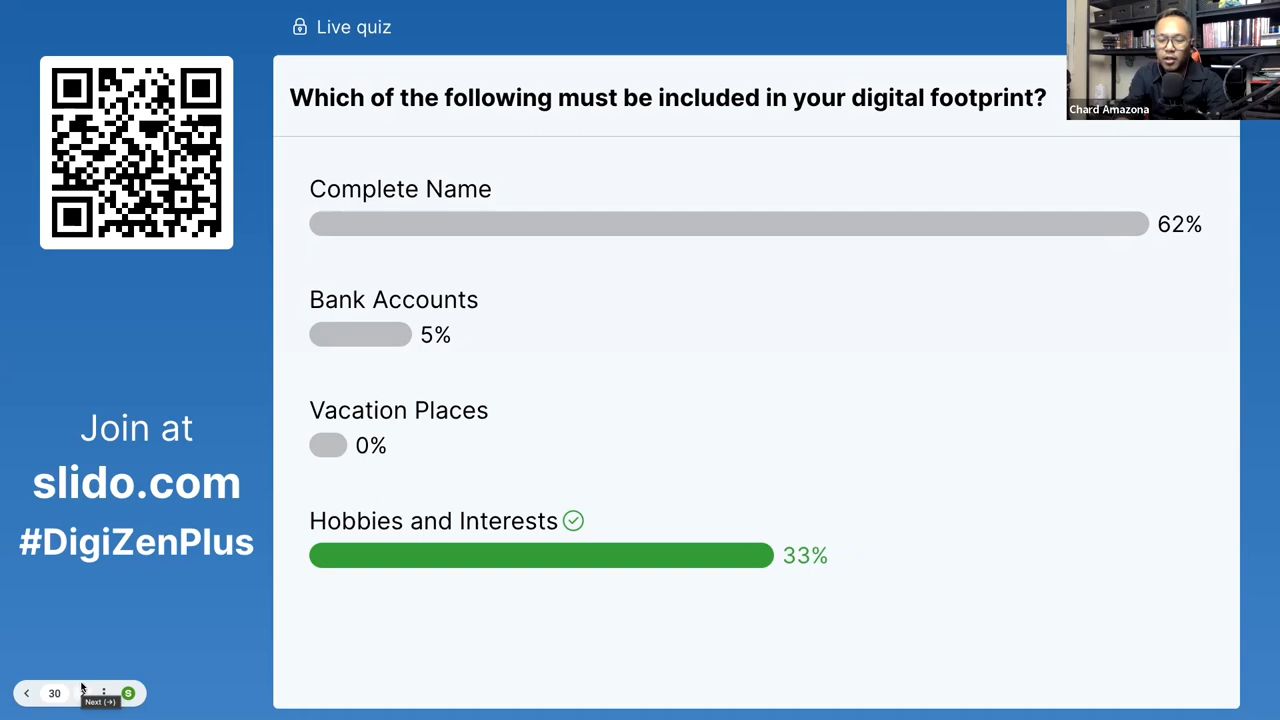 Live quiz
Which of the following must be included in your digital footprint?
Chard Amazona
Complete Name
62%
Bank Accounts
5%
Vacation Places
0%
Hobbies and Interests
33%
Join at
slido.com
#DigiZenPlus
30
S
Next (→)